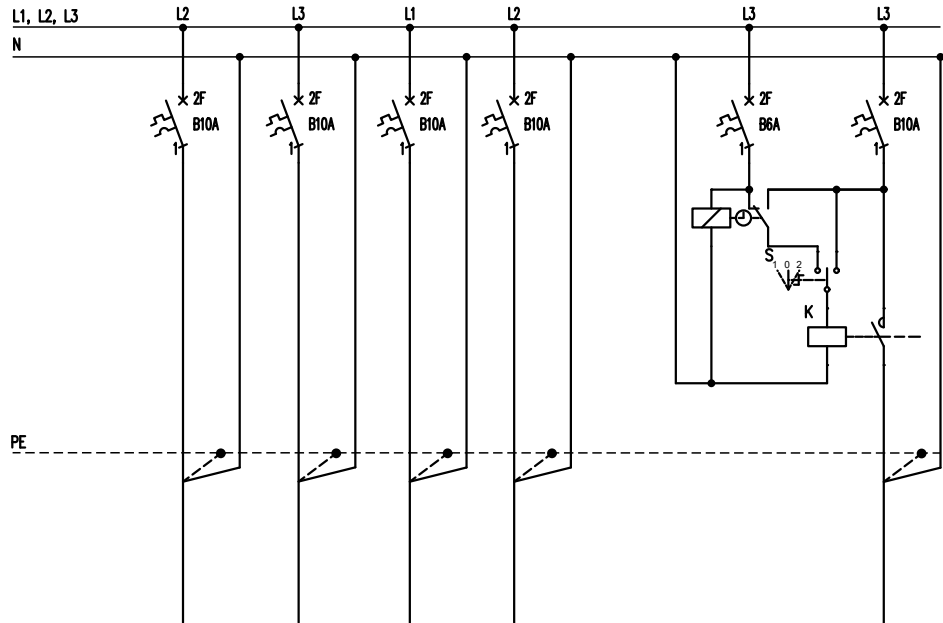 L1, L2, L3
L2 L3 L1 L2 L3 L3
N
2F 2F 2F 2F 2F 2F
B10A B10A B10A B10A B6A B10A
1 1 1 1 1 1
S
1 0 2
K
PE